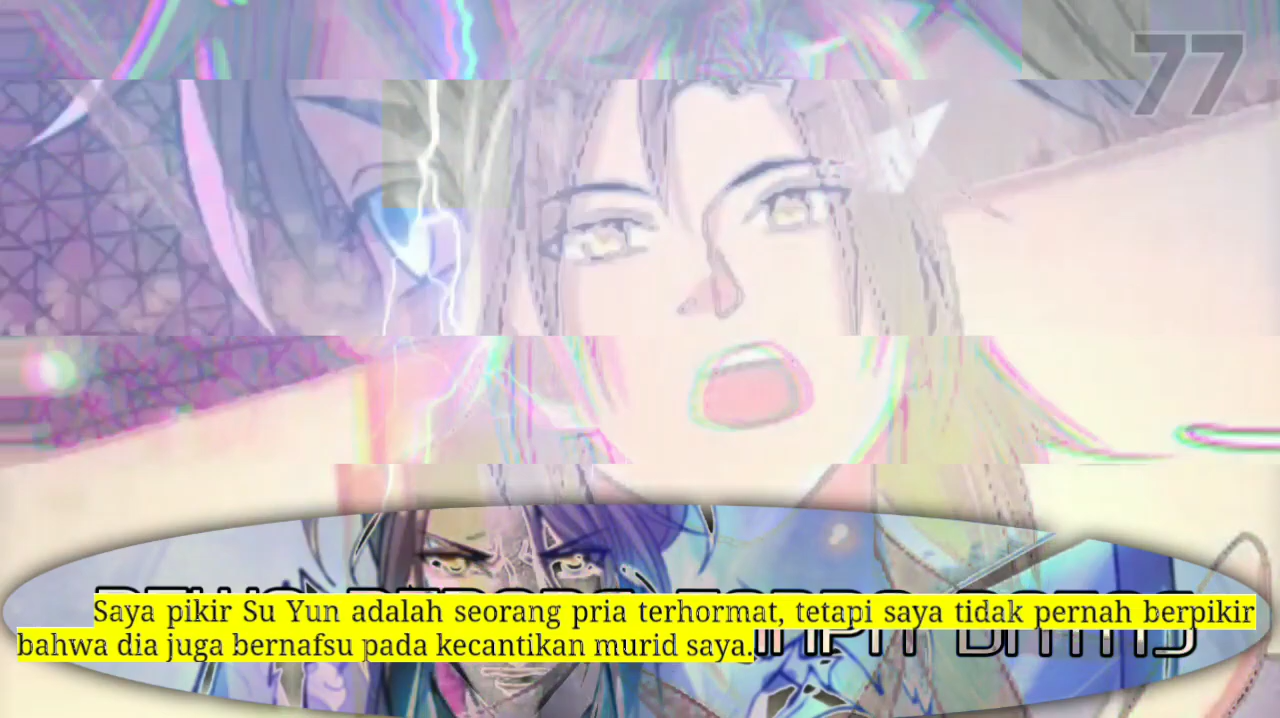 77
Saya pikir Su Yun adalah seorang pria terhormat, tetapi saya tidak pernah berpikir
bahwa dia juga bernafsu pada kecantikan murid saya.